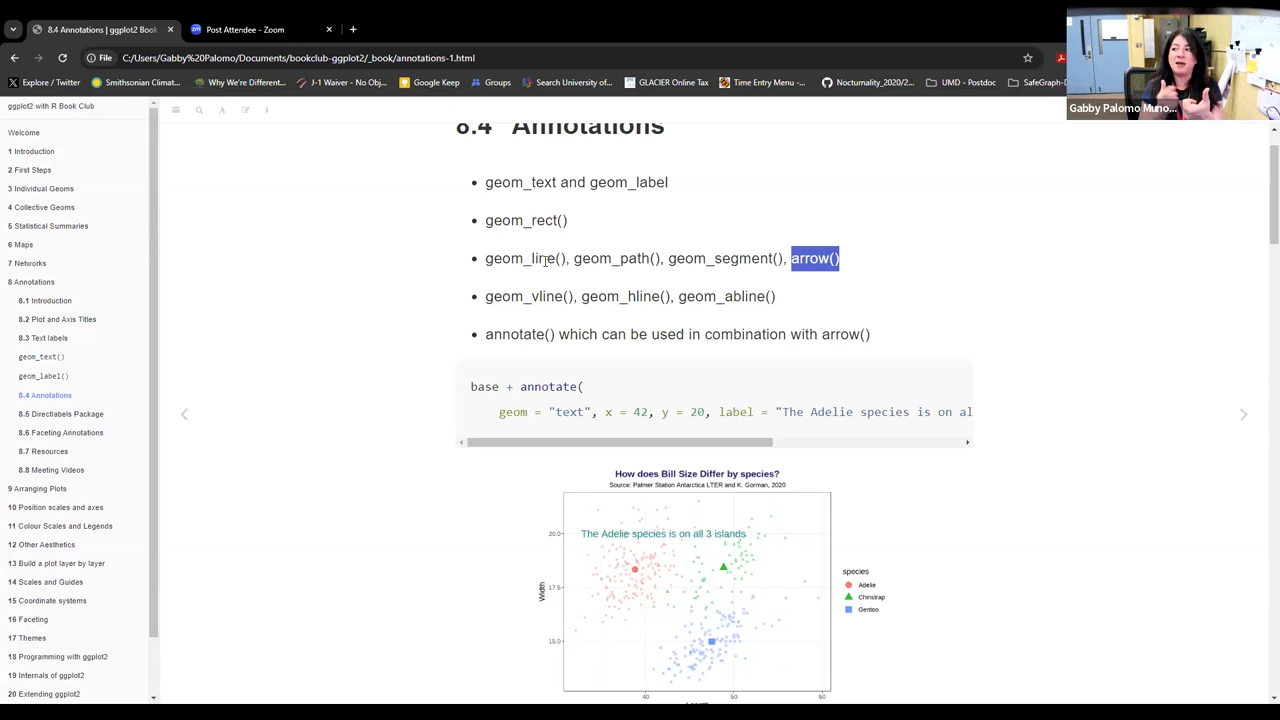 8.4 Annotations | ggplot2 Book
Post Attendee - Zoom
File
C:/Users/Gabby%20Palomo/Documents/bookclub-ggplot2/_book/annotations-1.html
Explore / Twitter
Smithsonian Climat...
Why We're Different...
J-1 Waiver - No Obj...
Google Keep
Groups
Search University of...
GLACIER Online Tax
Time Entry Menu -...
Nocturnality_2020/2...
UMD - Postdoc
SafeGraph-D
Gabby Palomo Muno...
ggplot2 with R Book Club
Welcome
1 Introduction
2 First Steps
3 Individual Geoms
4 Collective Geoms
5 Statistical Summaries
6 Maps
7 Networks
8 Annotations
8.1 Introduction
8.2 Plot and Axis Titles
8.3 Text labels
geom_text()
geom_label()
8.4 Annotations
8.5 Directlabels Package
8.6 Faceting Annotations
8.7 Resources
8.8 Meeting Videos
9 Arranging Plots
10 Position scales and axes
11 Colour Scales and Legends
12 Other Aesthetics
13 Build a plot layer by layer
14 Scales and Guides
15 Coordinate systems
16 Faceting
17 Themes
18 Programming with ggplot2
19 Internals of ggplot2
20 Extending ggplot2
8.4 Annotations
• geom_text and geom_label
• geom_rect()
• geom_line(), geom_path(), geom_segment(), arrow()
• geom_vline(), geom_hline(), geom_abline()
• annotate() which can be used in combination with arrow()
base + annotate(
geom = "text", x = 42, y = 20, label = "The Adelie species is on al
How does Bill Size Differ by species?
Source: Palmer Station Antarctica LTER and K. Gorman, 2020
The Adelie species is on all 3 islands
20.0
17.5
15.0
Width
40
50
60
species
Adelie
Chinstrap
Gentoo